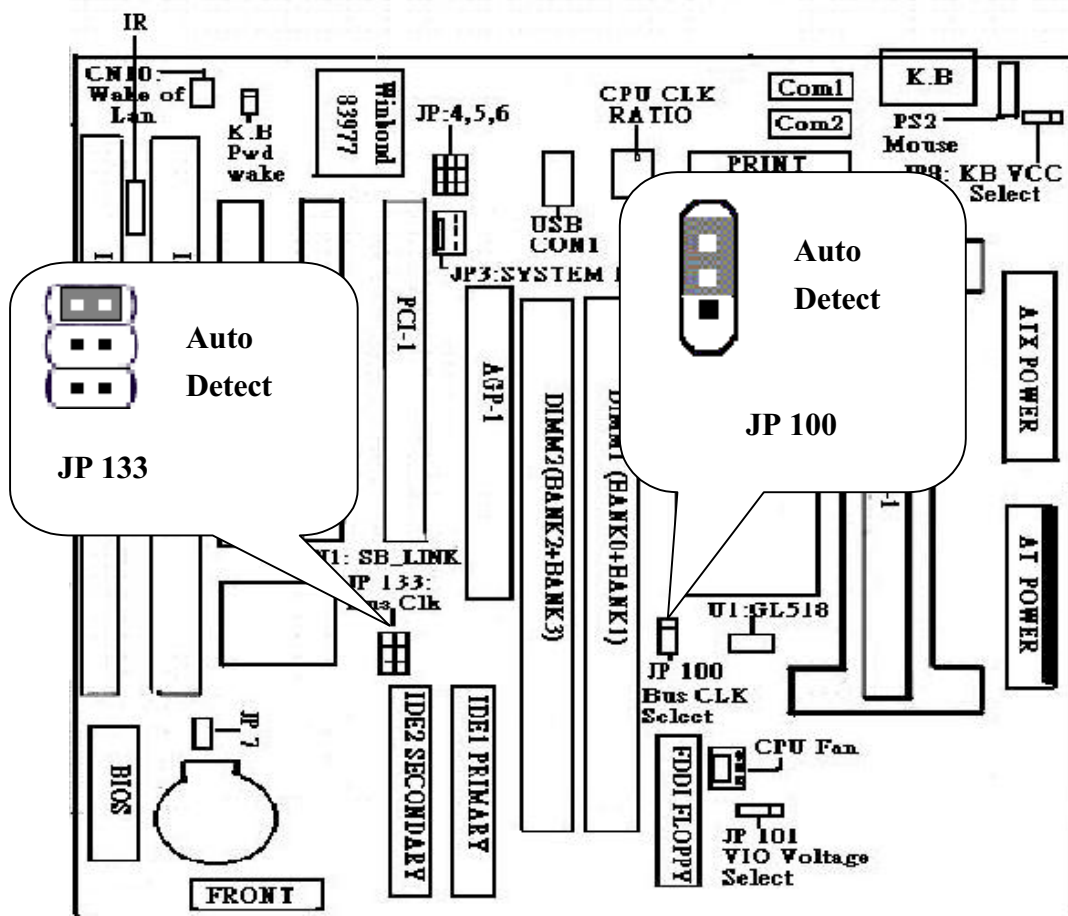 IR
CN10:
Wake of
Lan
K.B
Pwd
wake
Winbond
83977
JP:4,5,6
CPU CLK
RATIO
Com1
Com2
K.B
PS2
Mouse
PRINT
JP8: KB VCC
Select
USB
CON1
JP3:SYSTEM
Auto
Detect
JP 133
Auto
Detect
JP 100
PCI-1
AGP-1
DIMM2(BANK2+BANK3)
DIMM1(BANK0+BANK1)
ATX POWER
AT POWER
SB_LINK
JP 133:
Clk
U1:GL518
JP 100
Bus CLK
Select
JP7
BIOS
IDE2 SECONDARY
IDE1 PRIMARY
FDD1 FLOPPY
CPU Fan
JP 101
VIO Voltage
Select
FRONT